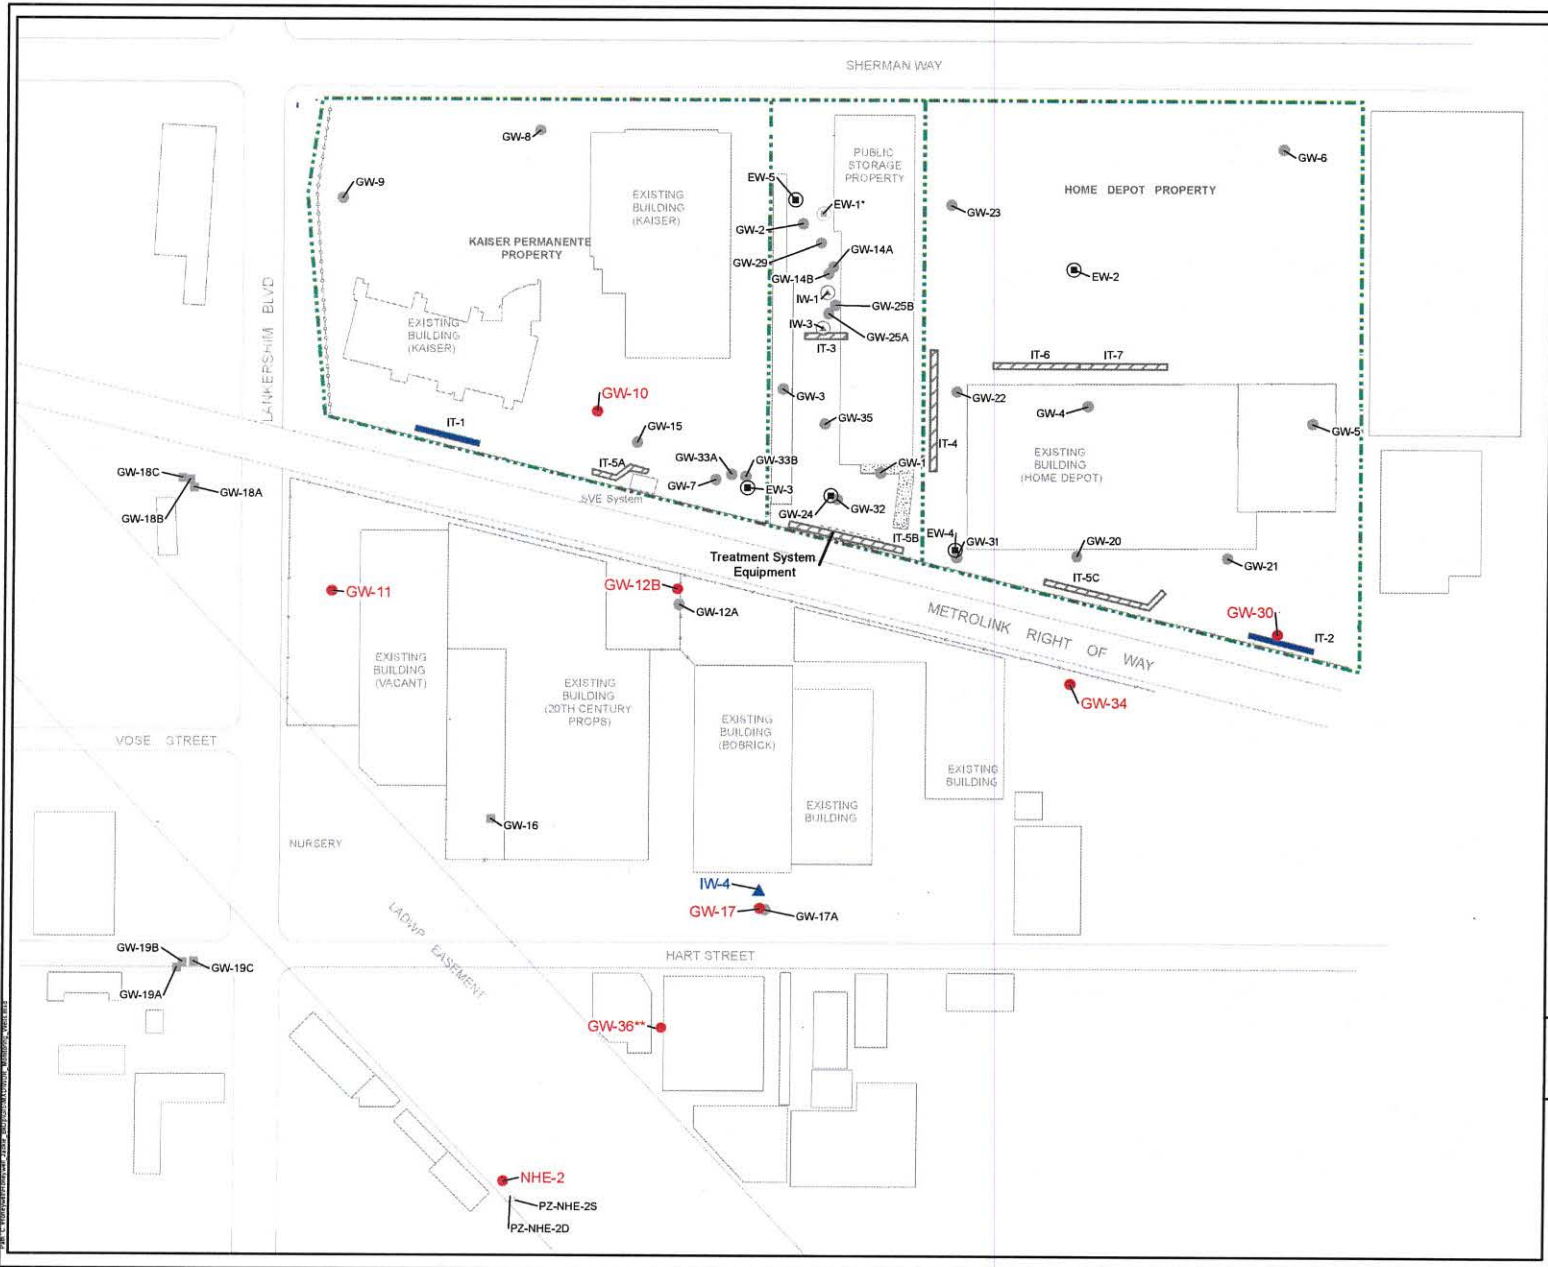 SHERMAN WAY
GW-8
GW-6
PUBLIC
STORAGE
PROPERTY
EW-5
GW-9
EXISTING
BUILDING
(KAISER)
HOME DEPOT PROPERTY
EW-1*
GW-23
GW-2
KAISER PERMANENTE
PROPERTY
GW-29
GW-14A
GW-14B
EW-2
IW-1
GW-25B
LANKERSHIM BLVD
EXISTING
BUILDING
(KAISER)
IW-3
GW-25A
IT-3
IT-6
IT-7
GW-10
GW-3
GW-22
GW-4
IT-1
GW-35
GW-5
GW-15
IT-4
GW-33A
GW-33B
IT-5A
GW-1
EXISTING
BUILDING
(HOME DEPOT)
GW-18C
GW-7
EW-3
GW-18A
SVE System
GW-32
GW-24
GW-18B
EW-4
IT-5B
GW-31
GW-20
GW-21
Treatment System
Equipment
IT-5C
GW-11
GW-12B
GW-12A
METROLINK RIGHT OF WAY
GW-30
IT-2
EXISTING
BUILDING
(VACANT)
EXISTING
BUILDING
(20TH CENTURY
PROPS)
GW-34
EXISTING
BUILDING
(BOBRICK)
VOSE STREET
EXISTING
BUILDING
EXISTING
BUILDING
GW-16
NURSERY
IW-4
GW-17
GW-17A
LADWP EASEMENT
GW-19B
HART STREET
GW-19C
GW-19A
GW-36**
NHE-2
PZ-NHE-2S
PZ-NHE-2D